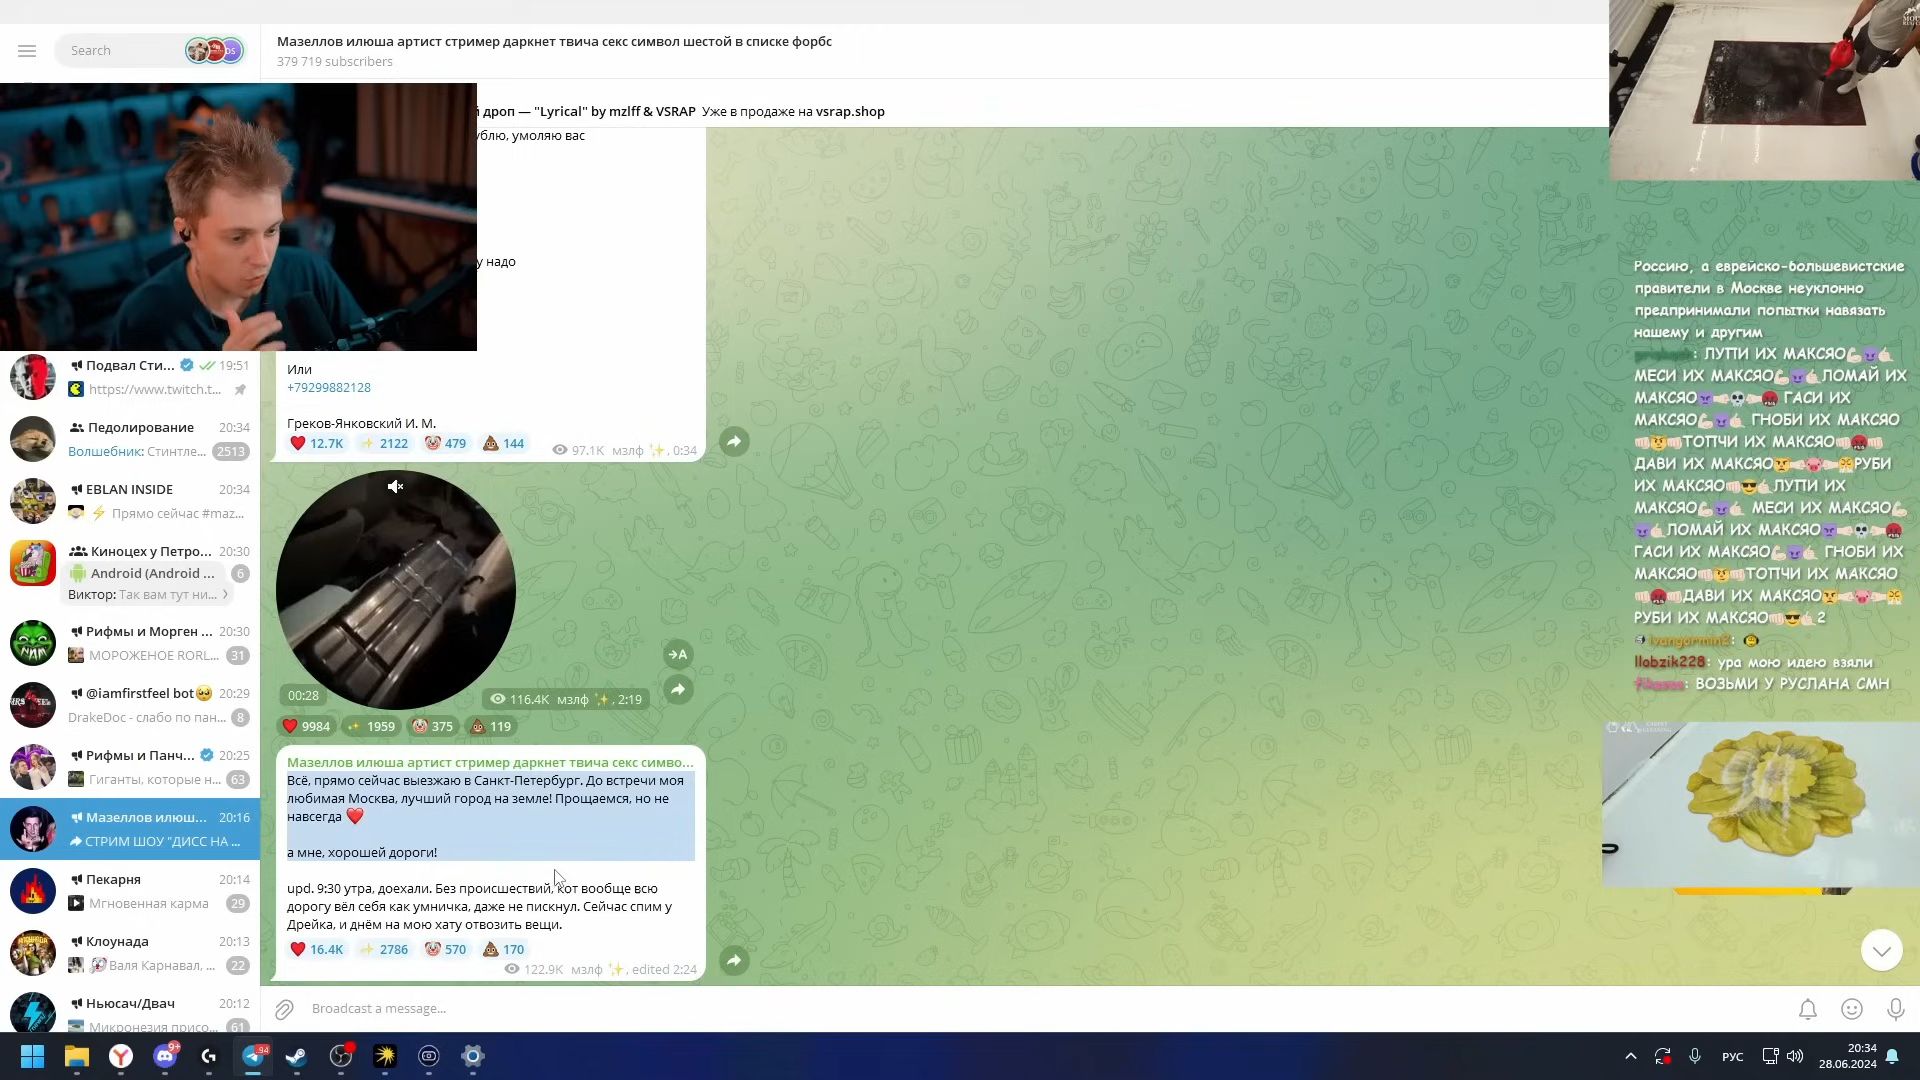 Search
Мазеллов илюша артист стример даркнет твича секс символ шестой в списке форбс
379 719 subscribers
й дроп — "Lyrical" by mzlff & VSRAP Уже в продаже на vsrap.shop
ублю, умоляю вас
у надо
Или
+79299882128
Греков-Янковский И. М.
12.7K 2122 479 144
97.1K мзлф ✨, 0:34
00:28
116.4K мзлф ✨, 2:19
9984 1959 375 119
Мазеллов илюша артист стример даркнет твича секс симво...
Всё, прямо сейчас выезжаю в Санкт-Петербург. До встречи моя
любимая Москва, лучший город на земле! Прощаемся, но не
навсегда ❤️
а мне, хорошей дороги!
upd. 9:30 утра, доехали. Без происшествий, кот вообще всю
дорогу вёл себя как умничка, даже не пискнул. Сейчас спим у
Дрейка, и днём на мою хату отвозить вещи.
16.4K 2786 570 170
122.9K мзлф ✨, edited 2:24
Broadcast a message...
Подвал Сти... 19:51
https://www.twitch.t...
Педолирование 20:34
Волшебник: Стинтле... 2513
EBLAN INSIDE 20:34
⚡ Прямо сейчас #maz...
Киноцех у Петро... 20:30
Android (Android ... 6
Виктор: Так вам тут ни...
Рифмы и Морген ... 20:30
МОРОЖЕНОЕ RORL... 31
@iamfirstfeel bot🥺 20:29
DrakeDoc - слабо по пан... 8
Рифмы и Панч... 20:25
Гиганты, которые н... 63
Мазеллов илюш... 20:16
СТРИМ ШОУ "ДИСС НА ...
Пекарня 20:14
Мгновенная карма 29
Клоунада 20:13
Валя Карнавал, ... 22
Ньюсач/Двач 20:12
Микронезия присо... 61
Россию, а еврейско-большевистские
правители в Москве неуклонно
предпринимали попытки навязать
нашему и другим
: ЛУПИ ИХ МАКСЯО
МЕСИ ИХ МАКСЯО ЛОМАЙ ИХ
МАКСЯО ГАСИ ИХ
МАКСЯО ГНОБИ ИХ МАКСЯО
ТОПЧИ ИХ МАКСЯО
ДАВИ ИХ МАКСЯО РУБИ
ИХ МАКСЯО ЛУПИ ИХ
МАКСЯО МЕСИ ИХ МАКСЯО
ЛОМАЙ ИХ МАКСЯО
ГАСИ ИХ МАКСЯО ГНОБИ ИХ
МАКСЯО ТОПЧИ ИХ МАКСЯО
ДАВИ ИХ МАКСЯО
РУБИ ИХ МАКСЯО 2
llobzik228: ура мою идею взяли
: ВОЗЬМИ У РУСЛАНА СМН
94
9+
РУС
20:34
28.06.2024